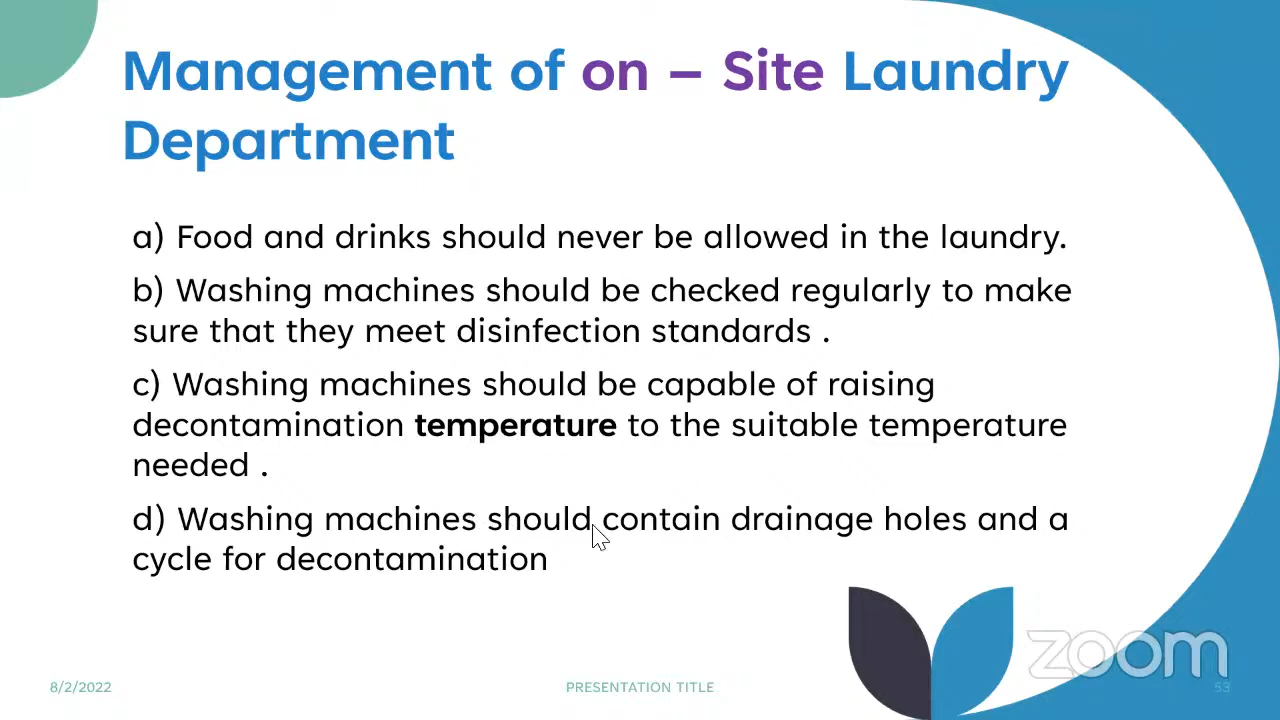 Management of on – Site Laundry
Department
a) Food and drinks should never be allowed in the laundry.
b) Washing machines should be checked regularly to make
sure that they meet disinfection standards .
c) Washing machines should be capable of raising
decontamination temperature to the suitable temperature
needed .
d) Washing machines should contain drainage holes and a
cycle for decontamination
zoom
8/2/2022
PRESENTATION TITLE
53